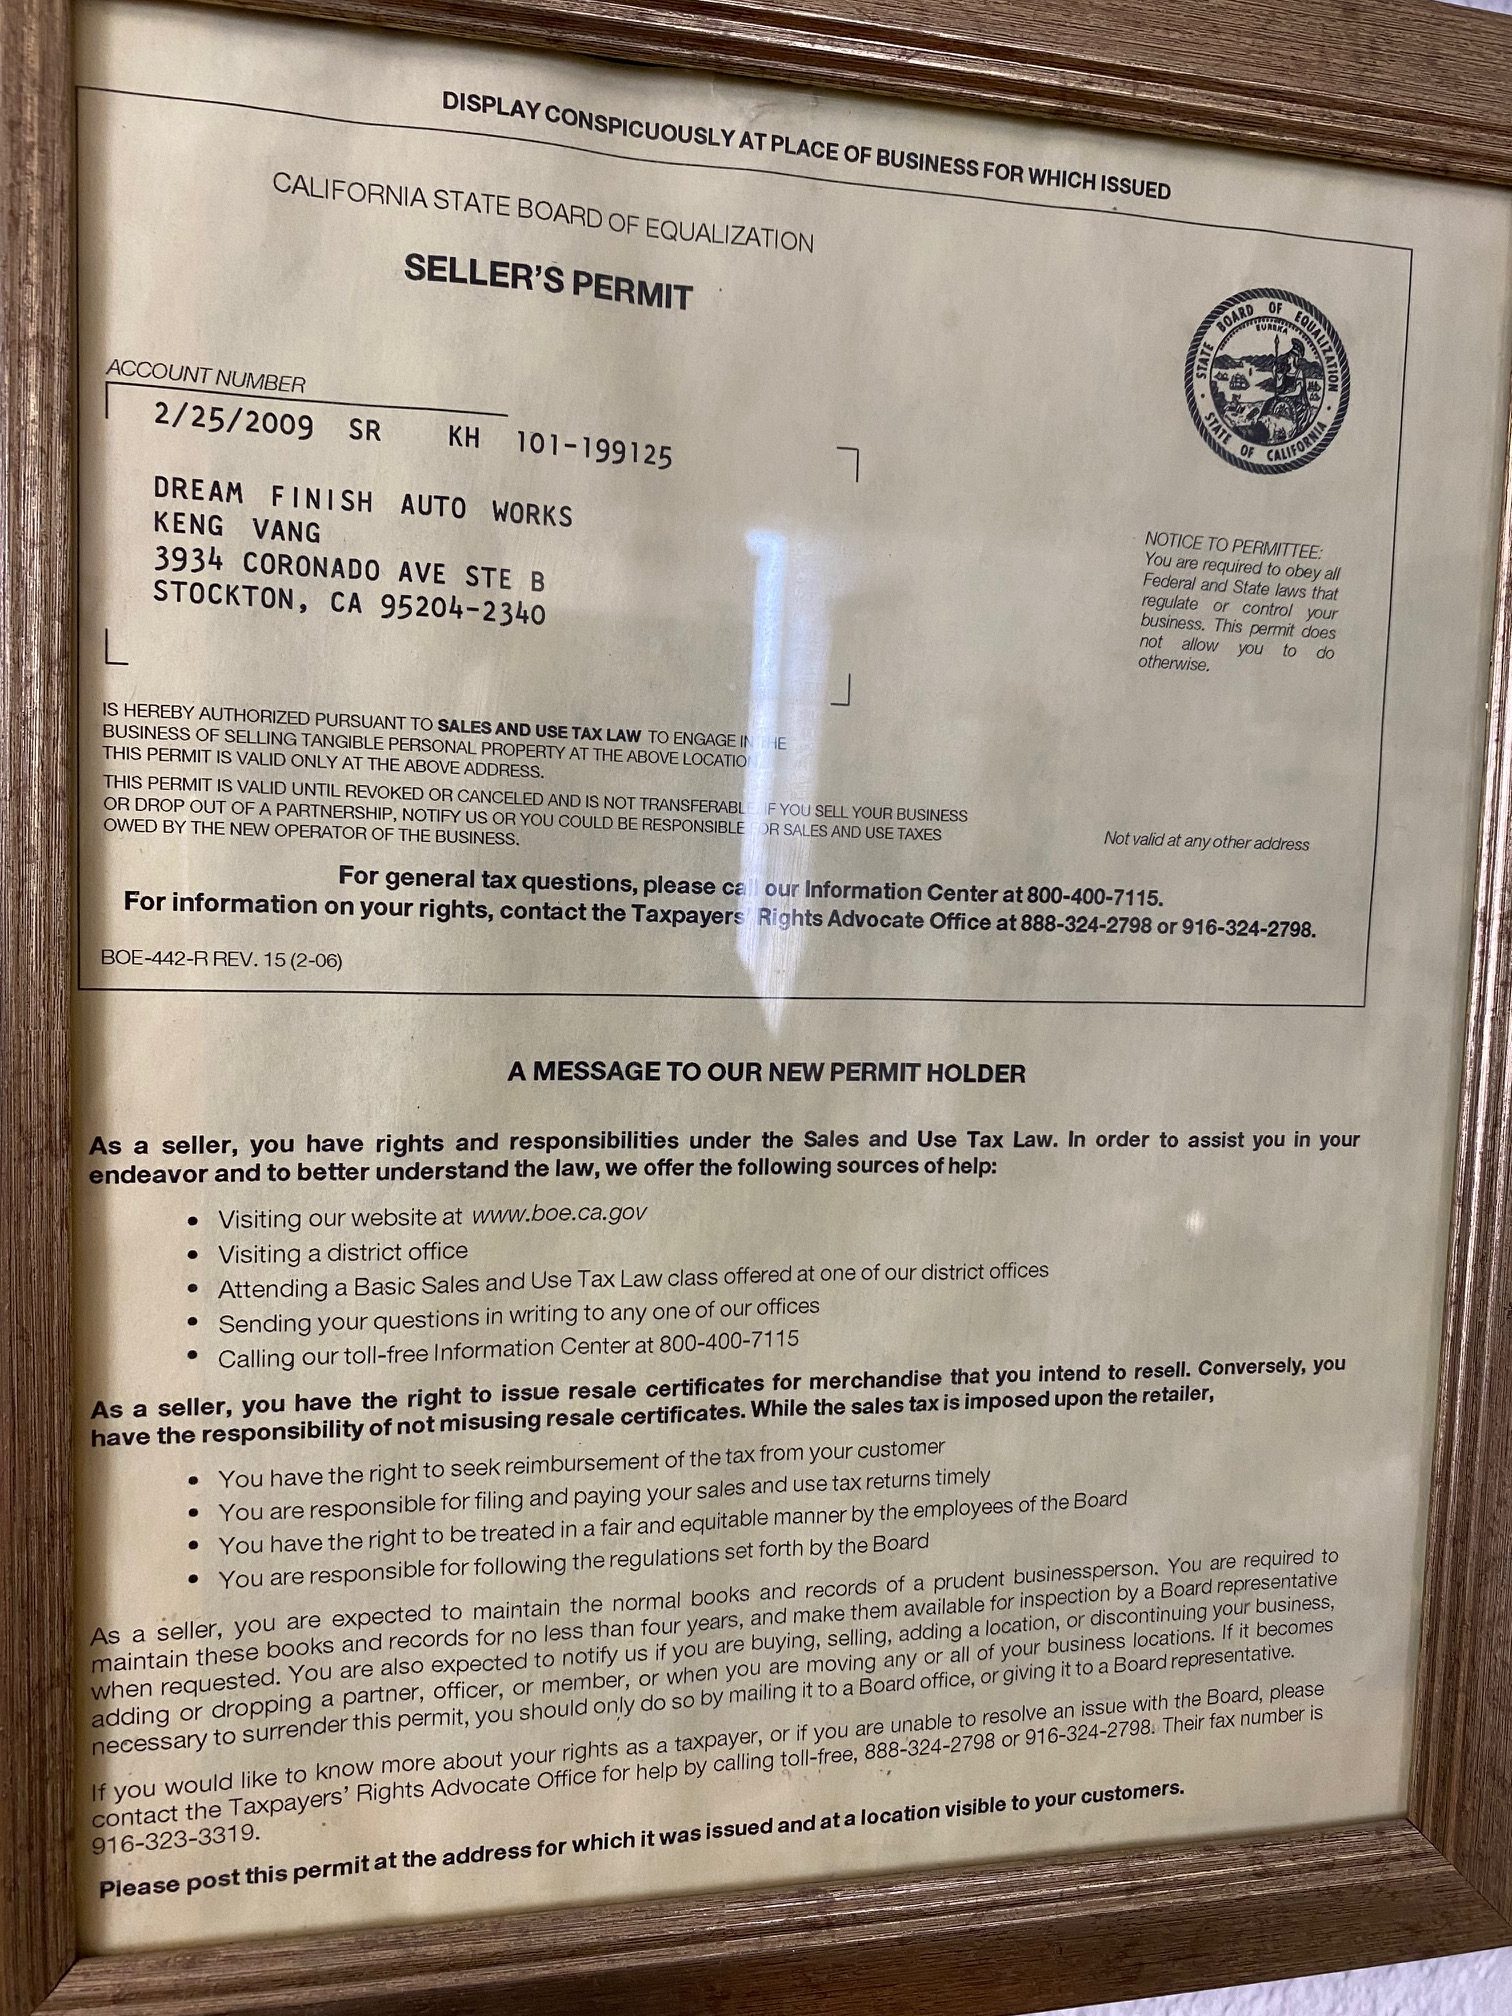 DISPLAY CONSPICUOUSLY AT PLACE OF BUSINESS FOR WHICH ISSUED
CALIFORNIA STATE BOARD OF EQUALIZATION
SELLER'S PERMIT
STATE BOARD OF EQUALIZATION
EUREKA
STATE OF CALIFORNIA
ACCOUNT NUMBER
2/25/2009 SR KH 101-199125
DREAM FINISH AUTO WORKS
KENG VANG
3934 CORONADO AVE STE B
STOCKTON, CA 95204-2340
NOTICE TO PERMITTEE:
You are required to obey all
Federal and State laws that
regulate or control your
business. This permit does
not allow you to do
otherwise.
IS HEREBY AUTHORIZED PURSUANT TO SALES AND USE TAX LAW TO ENGAGE IN THE
BUSINESS OF SELLING TANGIBLE PERSONAL PROPERTY AT THE ABOVE LOCATION
THIS PERMIT IS VALID ONLY AT THE ABOVE ADDRESS.
THIS PERMIT IS VALID UNTIL REVOKED OR CANCELED AND IS NOT TRANSFERABLE. IF YOU SELL YOUR BUSINESS
OR DROP OUT OF A PARTNERSHIP, NOTIFY US OR YOU COULD BE RESPONSIBLE FOR SALES AND USE TAXES
OWED BY THE NEW OPERATOR OF THE BUSINESS.
Not valid at any other address
For general tax questions, please call our Information Center at 800-400-7115.
For information on your rights, contact the Taxpayers' Rights Advocate Office at 888-324-2798 or 916-324-2798.
BOE-442-R REV. 15 (2-06)
A MESSAGE TO OUR NEW PERMIT HOLDER
As a seller, you have rights and responsibilities under the Sales and Use Tax Law. In order to assist you in your
endeavor and to better understand the law, we offer the following sources of help:
• Visiting our website at www.boe.ca.gov
• Visiting a district office
• Attending a Basic Sales and Use Tax Law class offered at one of our district offices
• Sending your questions in writing to any one of our offices
• Calling our toll-free Information Center at 800-400-7115
As a seller, you have the right to issue resale certificates for merchandise that you intend to resell. Conversely, you
have the responsibility of not misusing resale certificates. While the sales tax is imposed upon the retailer,
• You have the right to seek reimbursement of the tax from your customer
• You are responsible for filing and paying your sales and use tax returns timely
• You have the right to be treated in a fair and equitable manner by the employees of the Board
• You are responsible for following the regulations set forth by the Board
As a seller, you are expected to maintain the normal books and records of a prudent businessperson. You are required to
maintain these books and records for no less than four years, and make them available for inspection by a Board representative
when requested. You are also expected to notify us if you are buying, selling, adding a location, or discontinuing your business,
adding or dropping a partner, officer, or member, or when you are moving any or all of your business locations. If it becomes
necessary to surrender this permit, you should only do so by mailing it to a Board office, or giving it to a Board representative.
If you would like to know more about your rights as a taxpayer, or if you are unable to resolve an issue with the Board, please
contact the Taxpayers' Rights Advocate Office for help by calling toll-free, 888-324-2798 or 916-324-2798. Their fax number is
916-323-3319.
Please post this permit at the address for which it was issued and at a location visible to your customers.